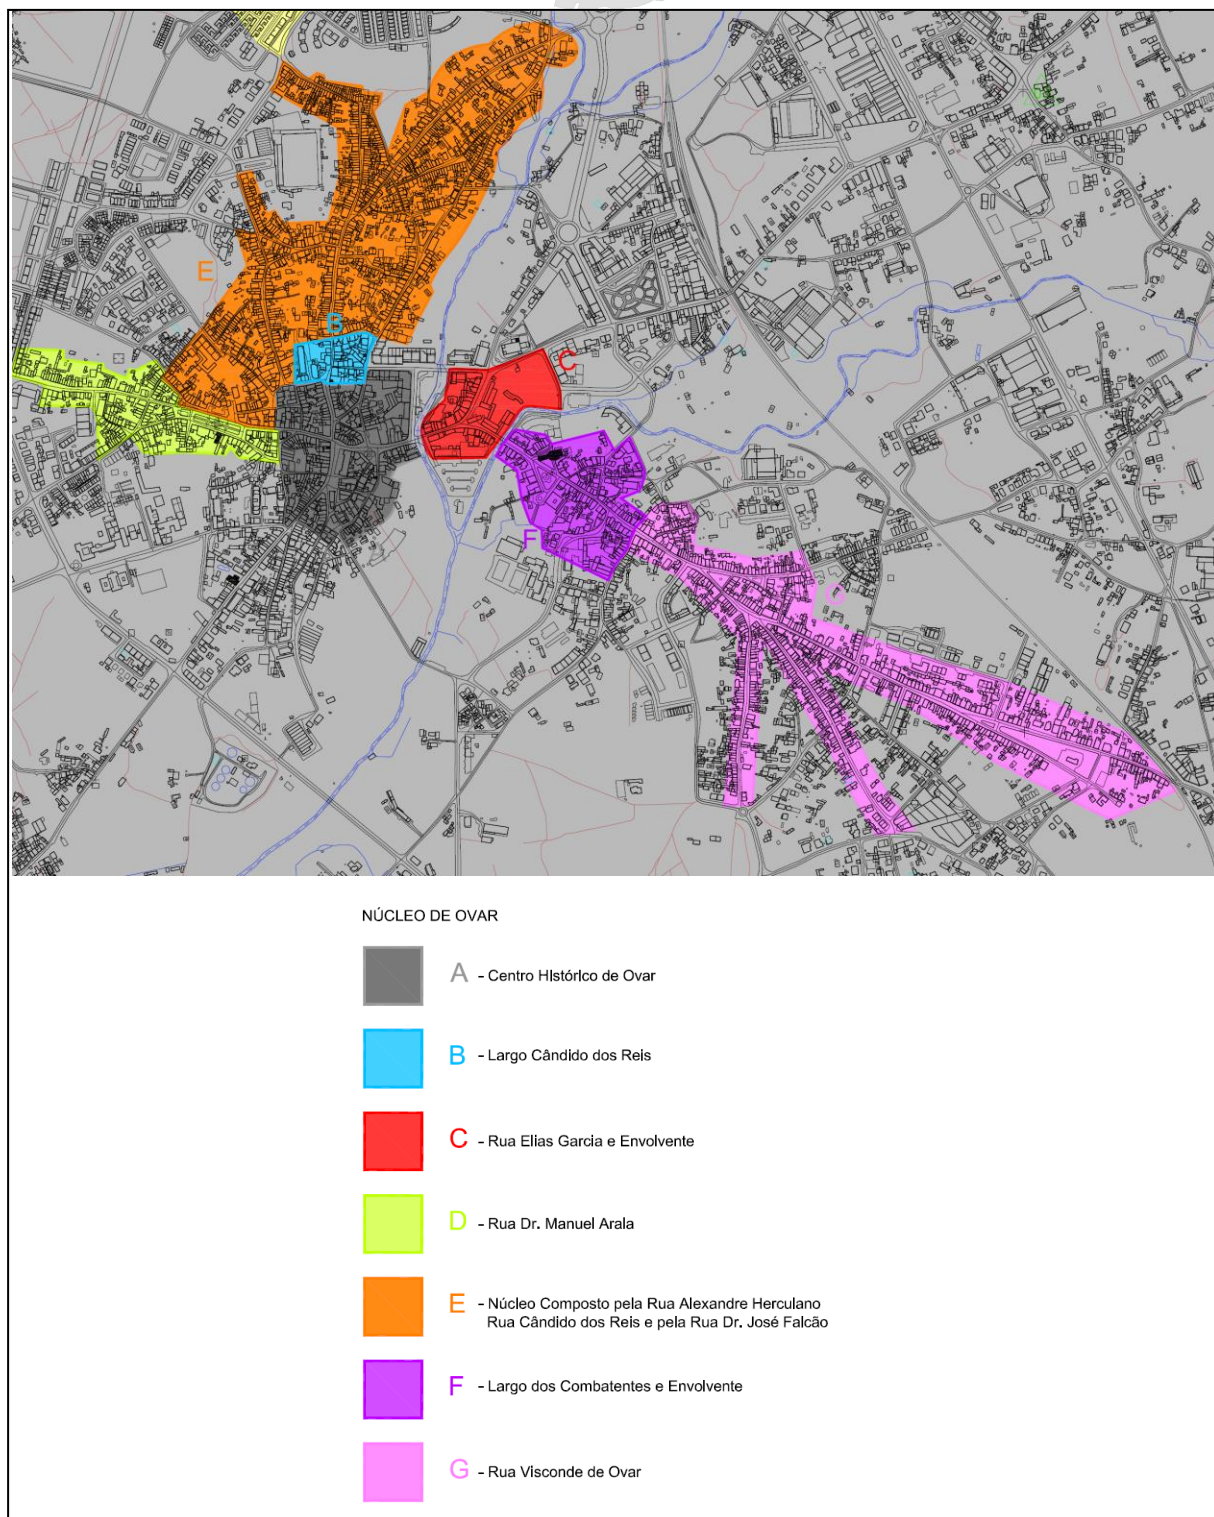 E
B
C
F
G
NÚCLEO DE OVAR
A - Centro Histórico de Ovar
B - Largo Cândido dos Reis
C - Rua Elias Garcia e Envolvente
D - Rua Dr. Manuel Arala
E - Núcleo Composto pela Rua Alexandre Herculano
Rua Cândido dos Reis e pela Rua Dr. José Falcão
F - Largo dos Combatentes e Envolvente
G - Rua Visconde de Ovar